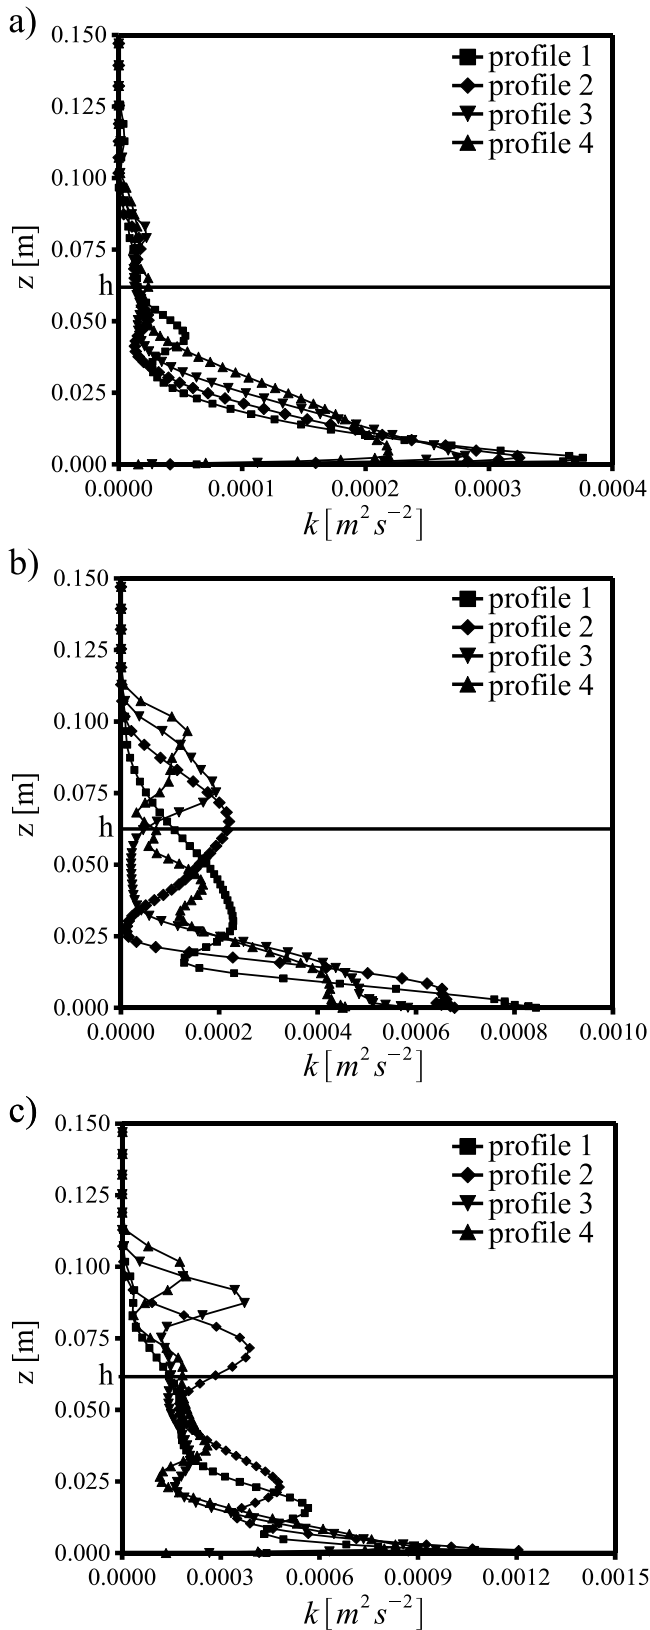 a)
0.150
0.125
0.100
0.075
0.050
0.025
0.000
z [m]
h
profile 1
profile 2
profile 3
profile 4
0.0000 0.0001 0.0002 0.0003 0.0004
k [m² s⁻²]
b)
0.150
0.125
0.100
0.075
0.050
0.025
0.000
z [m]
h
profile 1
profile 2
profile 3
profile 4
0.0000 0.0002 0.0004 0.0006 0.0008 0.0010
k [m² s⁻²]
c)
0.150
0.125
0.100
0.075
0.050
0.025
0.000
z [m]
h
profile 1
profile 2
profile 3
profile 4
0.0000 0.0003 0.0006 0.0009 0.0012 0.0015
k [m² s⁻²]